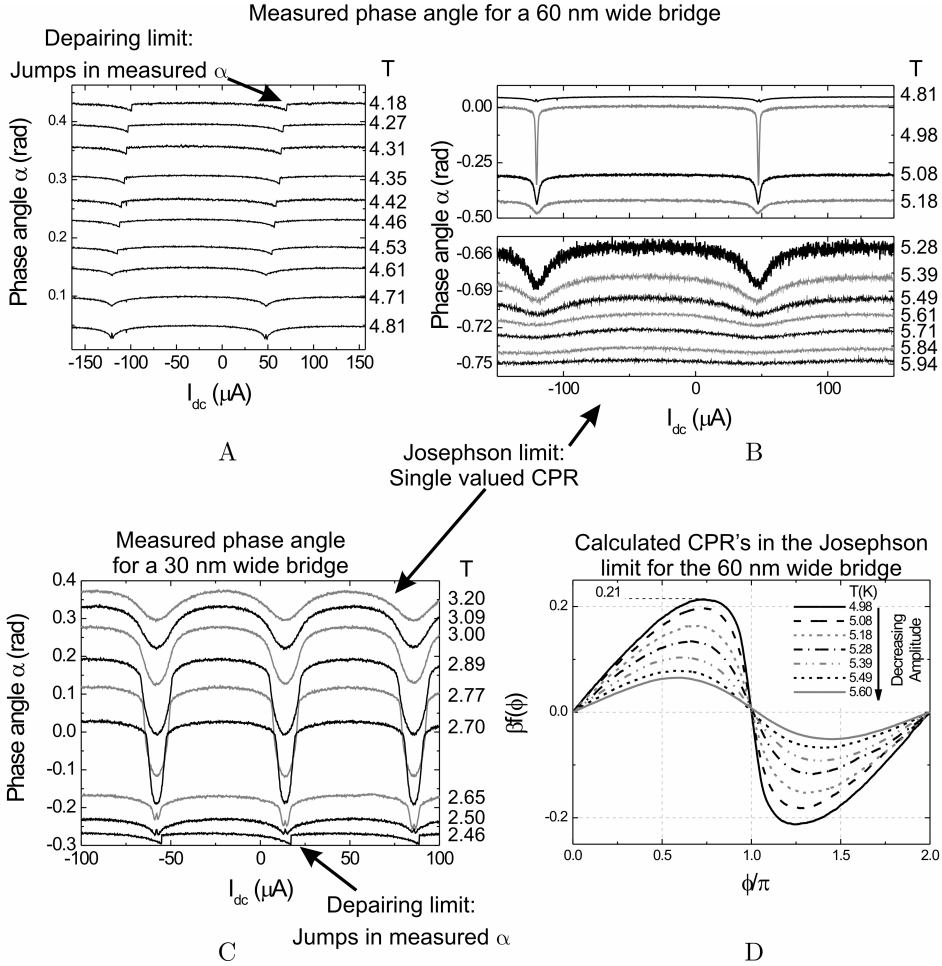 Measured phase angle for a 60 nm wide bridge
Depairing limit:
Jumps in measured α
T
4.18
4.27
4.31
4.35
4.42
4.46
4.53
4.61
4.71
4.81
Phase angle α (rad)
0.4
0.3
0.2
0.1
-150 -100 -50 0 50 100 150
I_dc (μA)
A
T
4.81
4.98
5.08
5.18
5.28
5.39
5.49
5.61
5.71
5.84
5.94
Phase angle α (rad)
0.00
-0.25
-0.50
-0.66
-0.69
-0.72
-0.75
-100 0 100
I_dc (μA)
B
Josephson limit:
Single valued CPR
Measured phase angle
for a 30 nm wide bridge
T
3.20
3.09
3.00
2.89
2.77
2.70
2.65
2.50
2.46
Phase angle α (rad)
0.4
0.3
0.2
0.1
0.0
-0.1
-0.2
-0.3
-100 -50 0 50 100
I_dc (μA)
Depairing limit:
Jumps in measured α
C
Calculated CPR's in the Josephson
limit for the 60 nm wide bridge
0.21
T(K)
4.98
5.08
5.18
5.28
5.39
5.49
5.60
Decreasing
Amplitude
βf(ϕ)
0.2
0.0
-0.2
0.0 0.5 1.0 1.5 2.0
ϕ/π
D